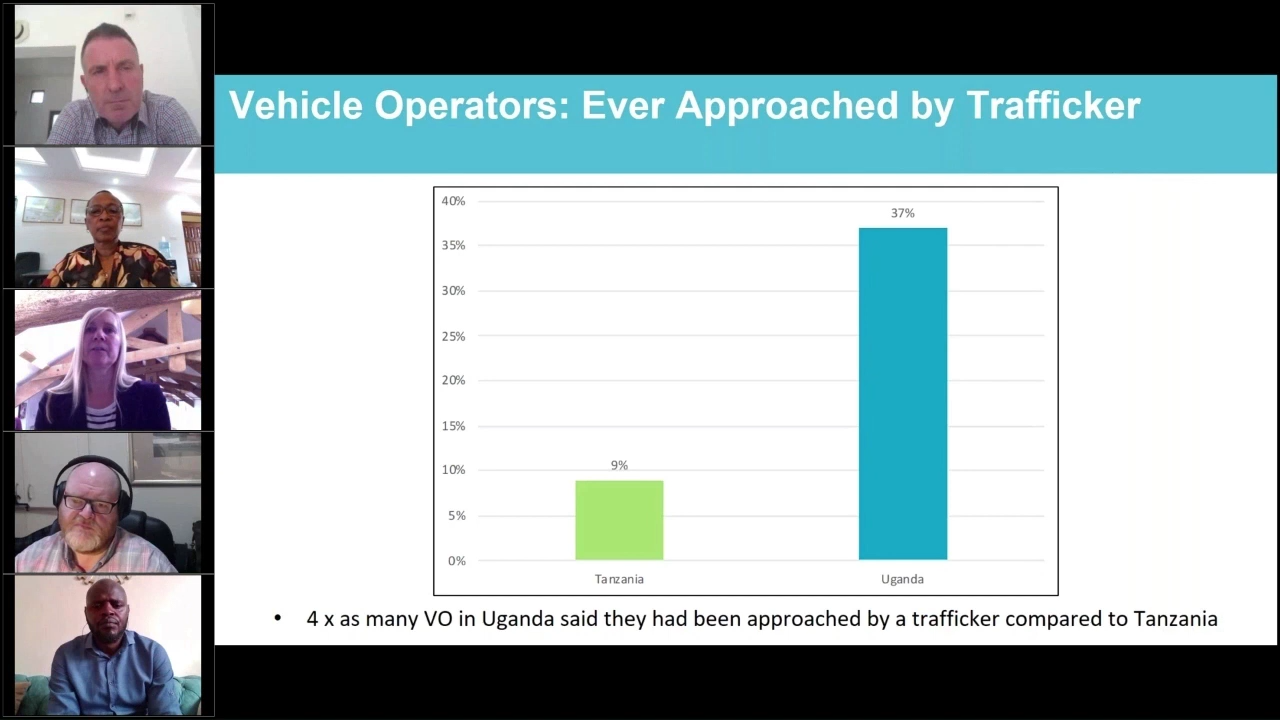 Vehicle Operators: Ever Approached by Trafficker
40%
35%
30%
25%
20%
15%
10%
5%
0%
9%
37%
Tanzania
Uganda
• 4 x as many VO in Uganda said they had been approached by a trafficker compared to Tanzania